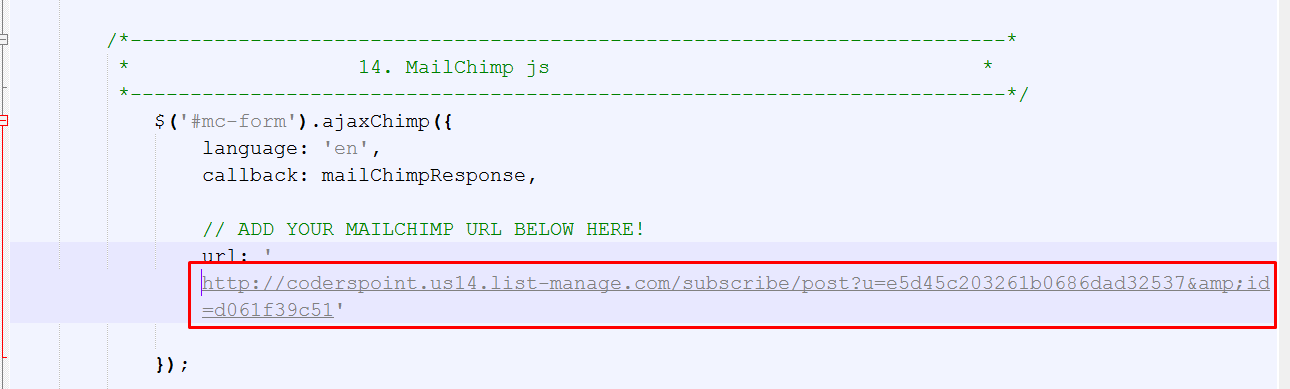 /*-------------------------------------------------------------------------*
* 14. MailChimp js *
*-------------------------------------------------------------------------*/
$('#mc-form').ajaxChimp({
language: 'en',
callback: mailChimpResponse,
// ADD YOUR MAILCHIMP URL BELOW HERE!
url: '
http://coderspoint.us14.list-manage.com/subscribe/post?u=e5d45c203261b0686dad32537&amp;id
=d061f39c51'
});